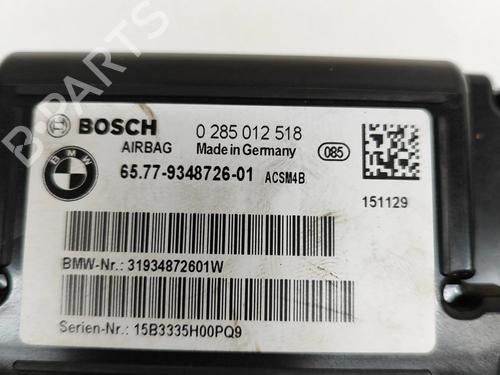 BOSCH 0 285 012 518
AIRBAG Made in Germany 085
BMW 65.77-9348726-01 ACSM4B
151129
BMW-Nr.: 31934872601W
Serien-Nr.: 15B3335H00PQ9
B-PARTS